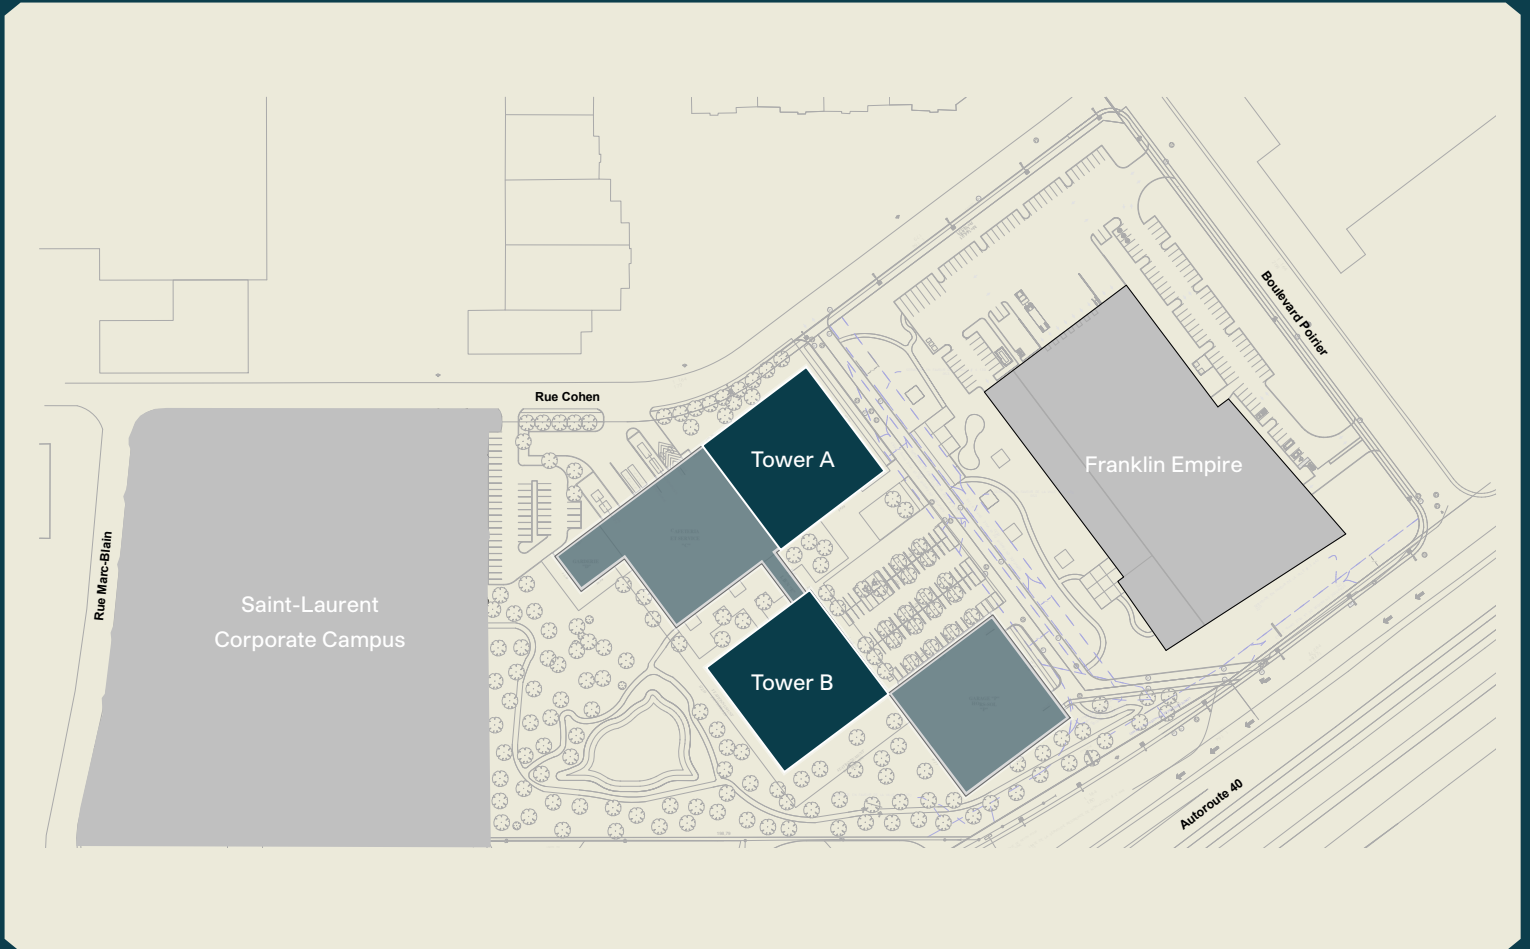 Boulevard Poirier
Rue Cohen
Tower A
Franklin Empire
Rue Marc-Blain
Saint-Laurent
Corporate Campus
Tower B
Autoroute 40